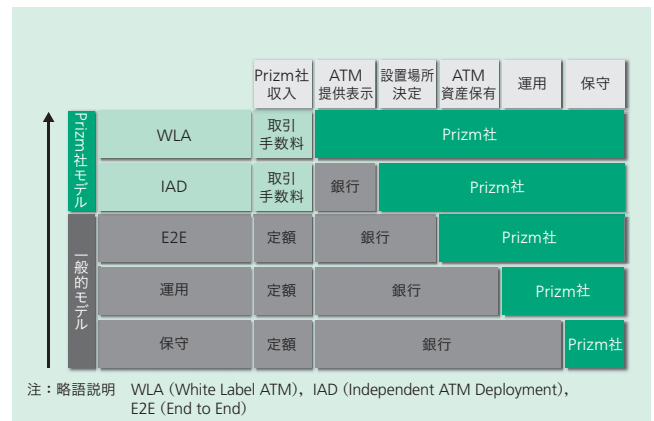 Prizm社
収入
ATM
提供表示
設置場所
決定
ATM
資産保有
運用
保守
Prizm社モデル
WLA
取引
手数料
Prizm社
IAD
取引
手数料
銀行
Prizm社
一般的モデル
E2E
定額
銀行
Prizm社
運用
定額
銀行
Prizm社
保守
定額
銀行
Prizm社
注：略語説明 WLA（White Label ATM），IAD（Independent ATM Deployment），
E2E（End to End）